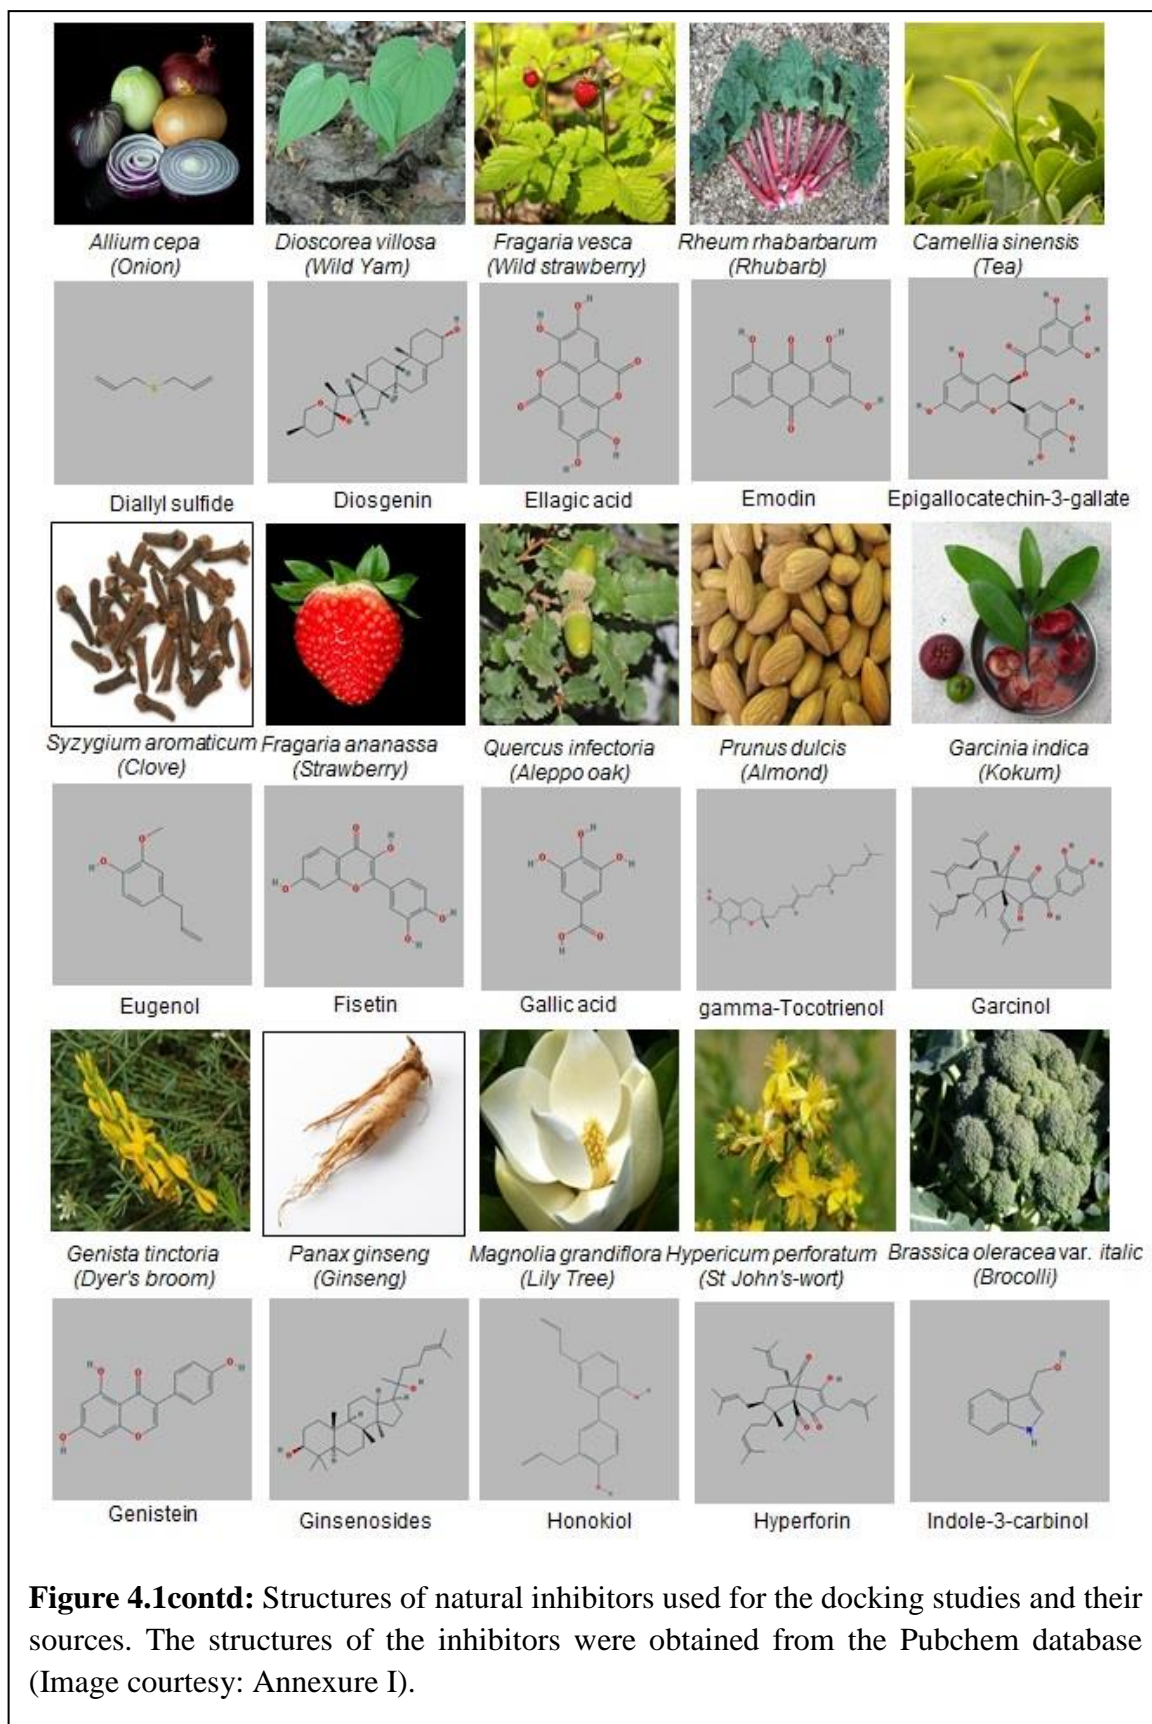 Allium cepa
(Onion)
Dioscorea villosa
(Wild Yam)
Fragaria vesca
(Wild strawberry)
Rheum rhabarbarum
(Rhubarb)
Camellia sinensis
(Tea)
Diallyl sulfide
Diosgenin
Ellagic acid
Emodin
Epigallocatechin-3-gallate
Syzygium aromaticum
(Clove)
Fragaria ananassa
(Strawberry)
Quercus infectoria
(Aleppo oak)
Prunus dulcis
(Almond)
Garcinia indica
(Kokum)
Eugenol
Fisetin
Gallic acid
gamma-Tocotrienol
Garcinol
Genista tinctoria
(Dyer's broom)
Panax ginseng
(Ginseng)
Magnolia grandiflora
(Lily Tree)
Hypericum perforatum
(St John's-wort)
Brassica oleracea var. italic
(Brocolli)
Genistein
Ginsenosides
Honokiol
Hyperforin
Indole-3-carbinol
Figure 4.1contd: Structures of natural inhibitors used for the docking studies and their
sources. The structures of the inhibitors were obtained from the Pubchem database
(Image courtesy: Annexure I).